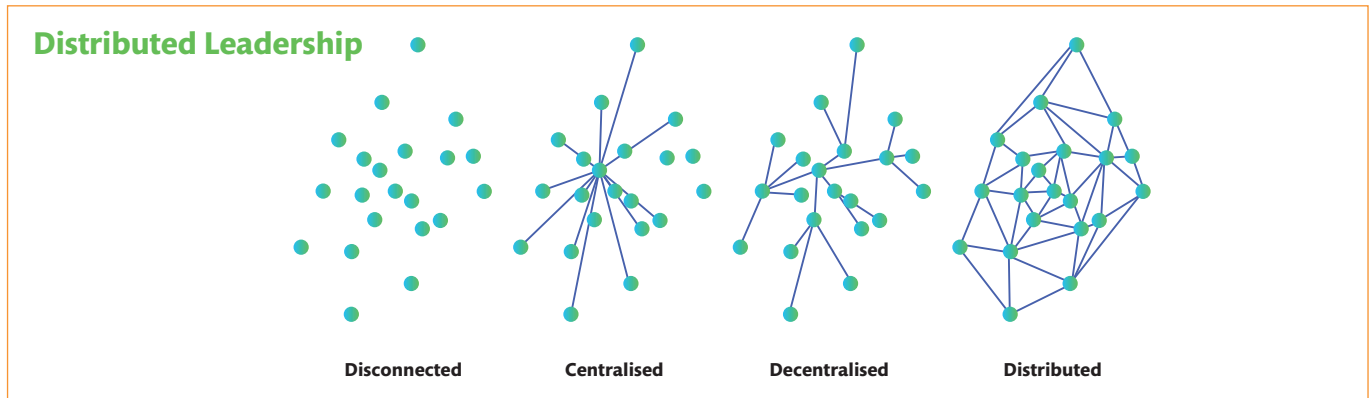 Distributed Leadership
Disconnected
Centralised
Decentralised
Distributed